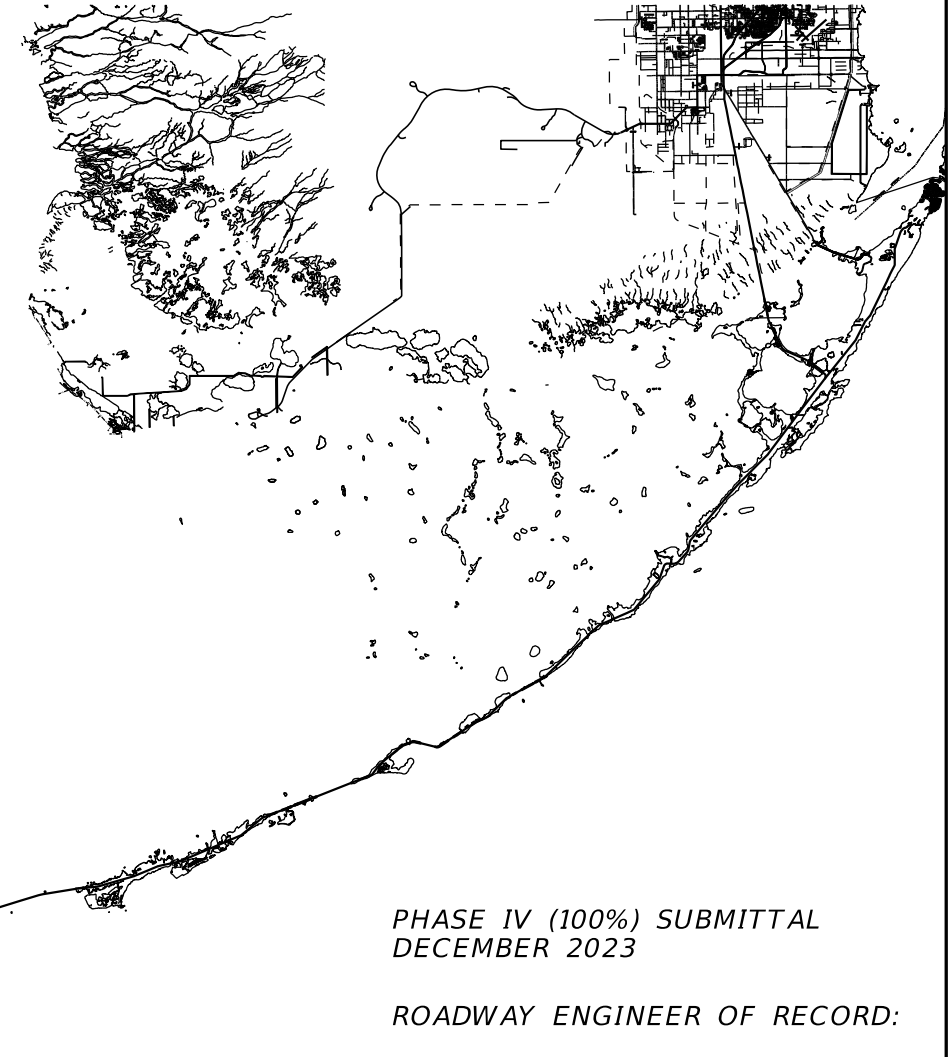 PHASE IV (100%) SUBMITTAL
DECEMBER 2023
ROADWAY ENGINEER OF RECORD: